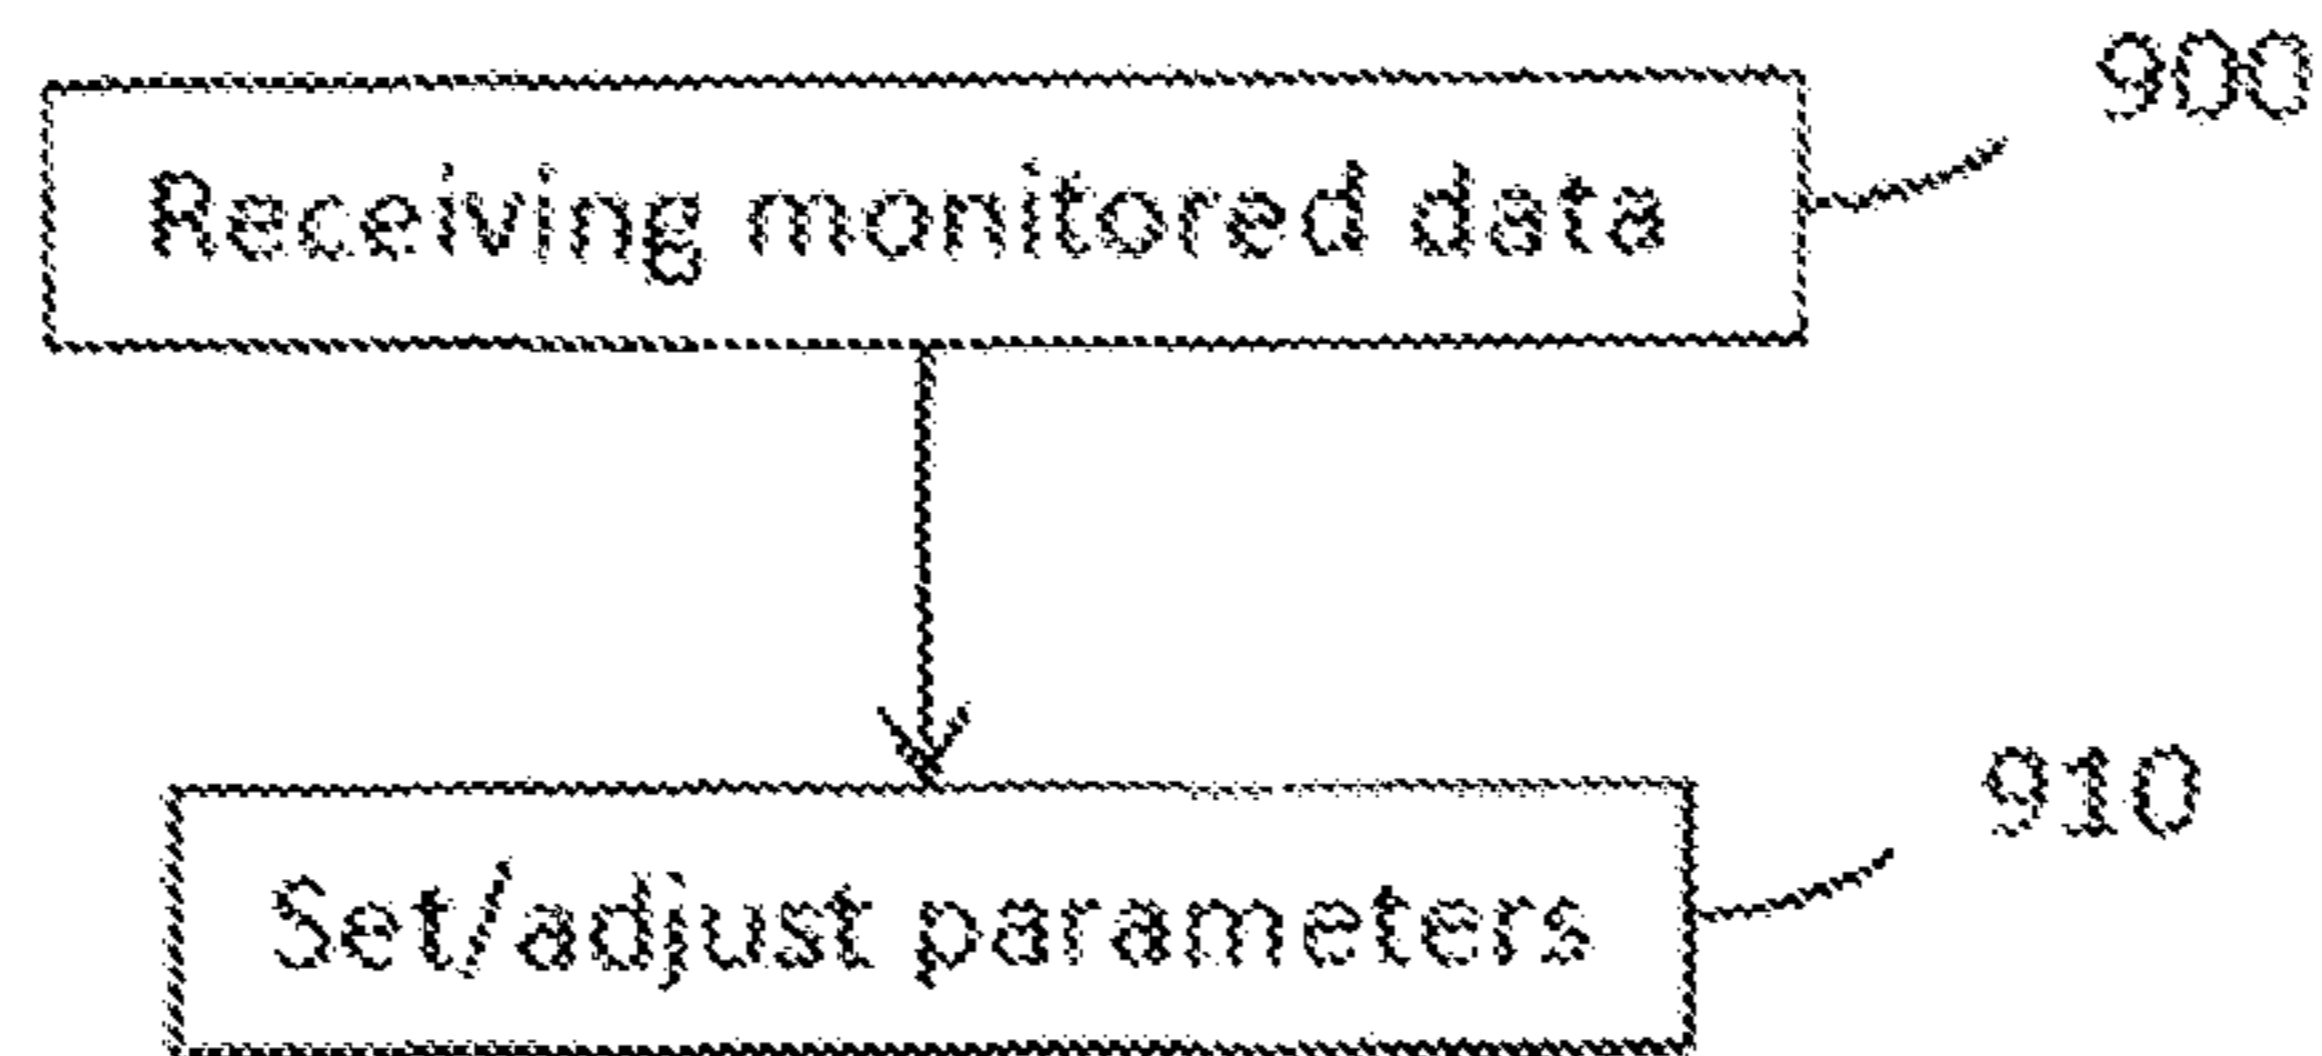 900
Receiving monitored data
910
Set/adjust parameters